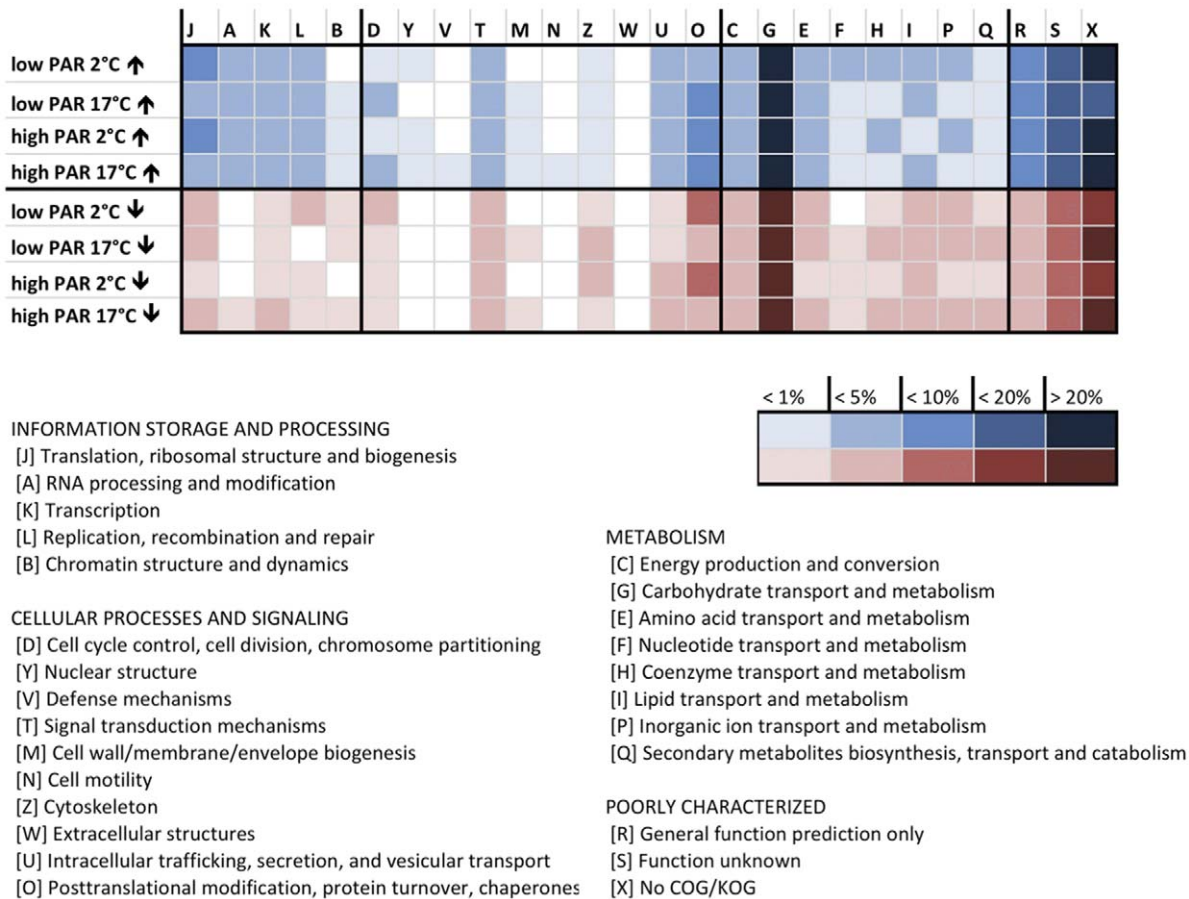 J A K L B D Y V T M N Z W U O C G E F H I P Q R S X
low PAR 2°C ↑
low PAR 17°C ↑
high PAR 2°C ↑
high PAR 17°C ↑
low PAR 2°C ↓
low PAR 17°C ↓
high PAR 2°C ↓
high PAR 17°C ↓
< 1% < 5% < 10% < 20% > 20%
INFORMATION STORAGE AND PROCESSING
[J] Translation, ribosomal structure and biogenesis
[A] RNA processing and modification
[K] Transcription
[L] Replication, recombination and repair
[B] Chromatin structure and dynamics
CELLULAR PROCESSES AND SIGNALING
[D] Cell cycle control, cell division, chromosome partitioning
[Y] Nuclear structure
[V] Defense mechanisms
[T] Signal transduction mechanisms
[M] Cell wall/membrane/envelope biogenesis
[N] Cell motility
[Z] Cytoskeleton
[W] Extracellular structures
[U] Intracellular trafficking, secretion, and vesicular transport
[O] Posttranslational modification, protein turnover, chaperones
METABOLISM
[C] Energy production and conversion
[G] Carbohydrate transport and metabolism
[E] Amino acid transport and metabolism
[F] Nucleotide transport and metabolism
[H] Coenzyme transport and metabolism
[I] Lipid transport and metabolism
[P] Inorganic ion transport and metabolism
[Q] Secondary metabolites biosynthesis, transport and catabolism
POORLY CHARACTERIZED
[R] General function prediction only
[S] Function unknown
[X] No COG/KOG